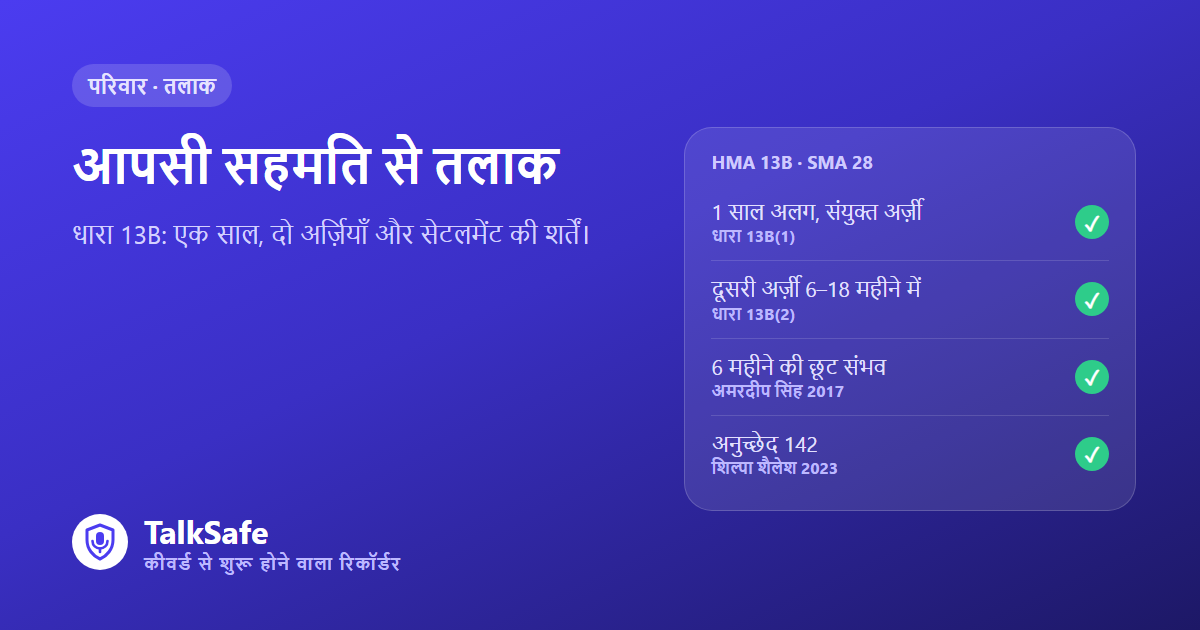 परिवार · तलाक
आपसी सहमति से तलाक
धारा 13B: एक साल, दो अर्ज़ियाँ और सेटलमेंट की शर्तें।
HMA 13B · SMA 28
1 साल अलग, संयुक्त अर्ज़ी
धारा 13B(1)
दूसरी अर्ज़ी 6–18 महीने में
धारा 13B(2)
6 महीने की छूट संभव
अमरदीप सिंह 2017
अनुच्छेद 142
शिल्पा शैलेश 2023
TalkSafe
कीवर्ड से शुरू होने वाला रिकॉर्डर